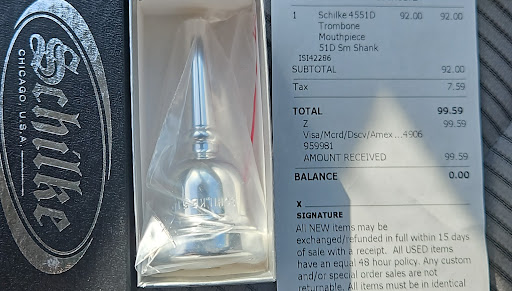 Schilke
CHICAGO, U.S.A.
SCHILKE
1 Schilke 4551D 92.00 92.00
Trombone
Mouthpiece
51D Sm Shank
ISI42286
SUBTOTAL 92.00
Tax 7.59
TOTAL 99.59
Z 99.59
Visa/Mcrd/Dscv/Amex ...4906
959981
AMOUNT RECEIVED 99.59
BALANCE 0.00
X
SIGNATURE
All NEW items may be
exchanged/refunded in full within 15 days
of sale with a receipt. All USED items
have an equal 48 hour policy. Any custom
and/or special order sales are not
returnable. All items must be in identical